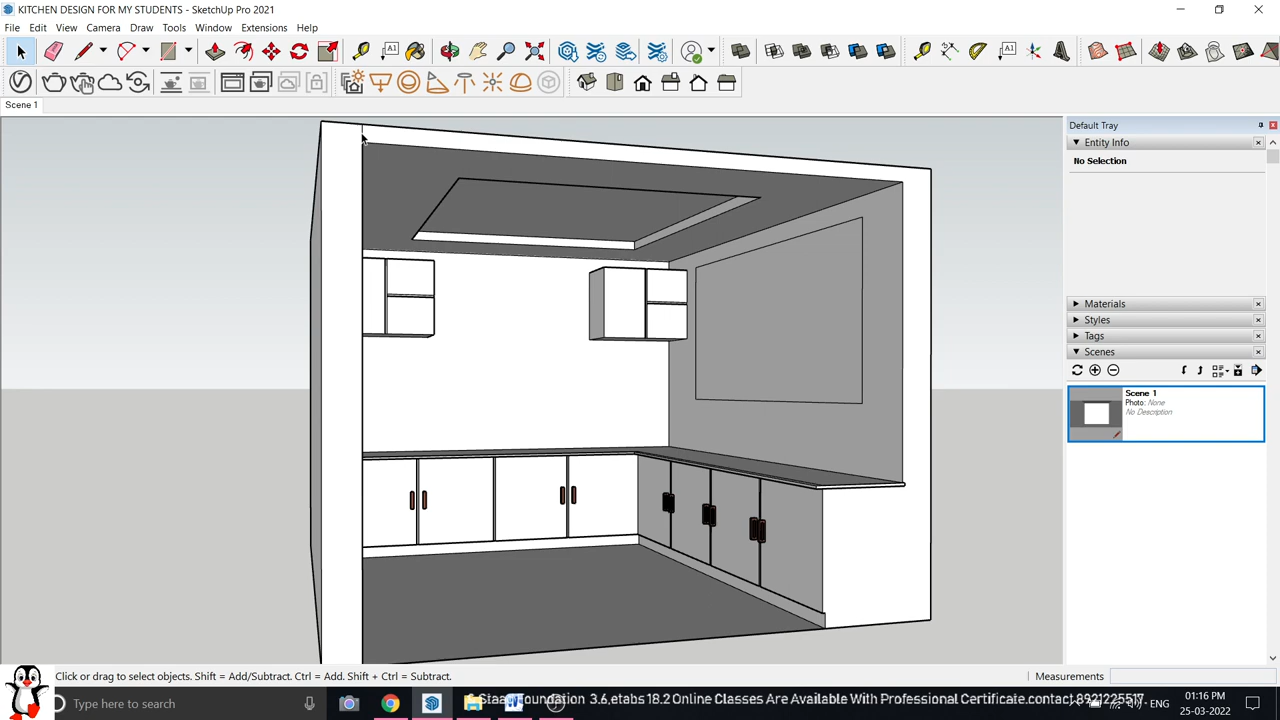 KITCHEN DESIGN FOR MY STUDENTS - SketchUp Pro 2021
File Edit View Camera Draw Tools Window Extensions Help
Scene 1
Default Tray
Entity Info
No Selection
Materials
Styles
Tags
Scenes
Scene 1
Photo: None
No Description
Click or drag to select objects. Shift = Add/Subtract. Ctrl = Add. Shift + Ctrl = Subtract.
Measurements
Type here to search
Foundation 3.6,etabs 18.2 Online Classes Are Available With Professional Certificate.contact
ENG
01:16 PM
25-03-2022